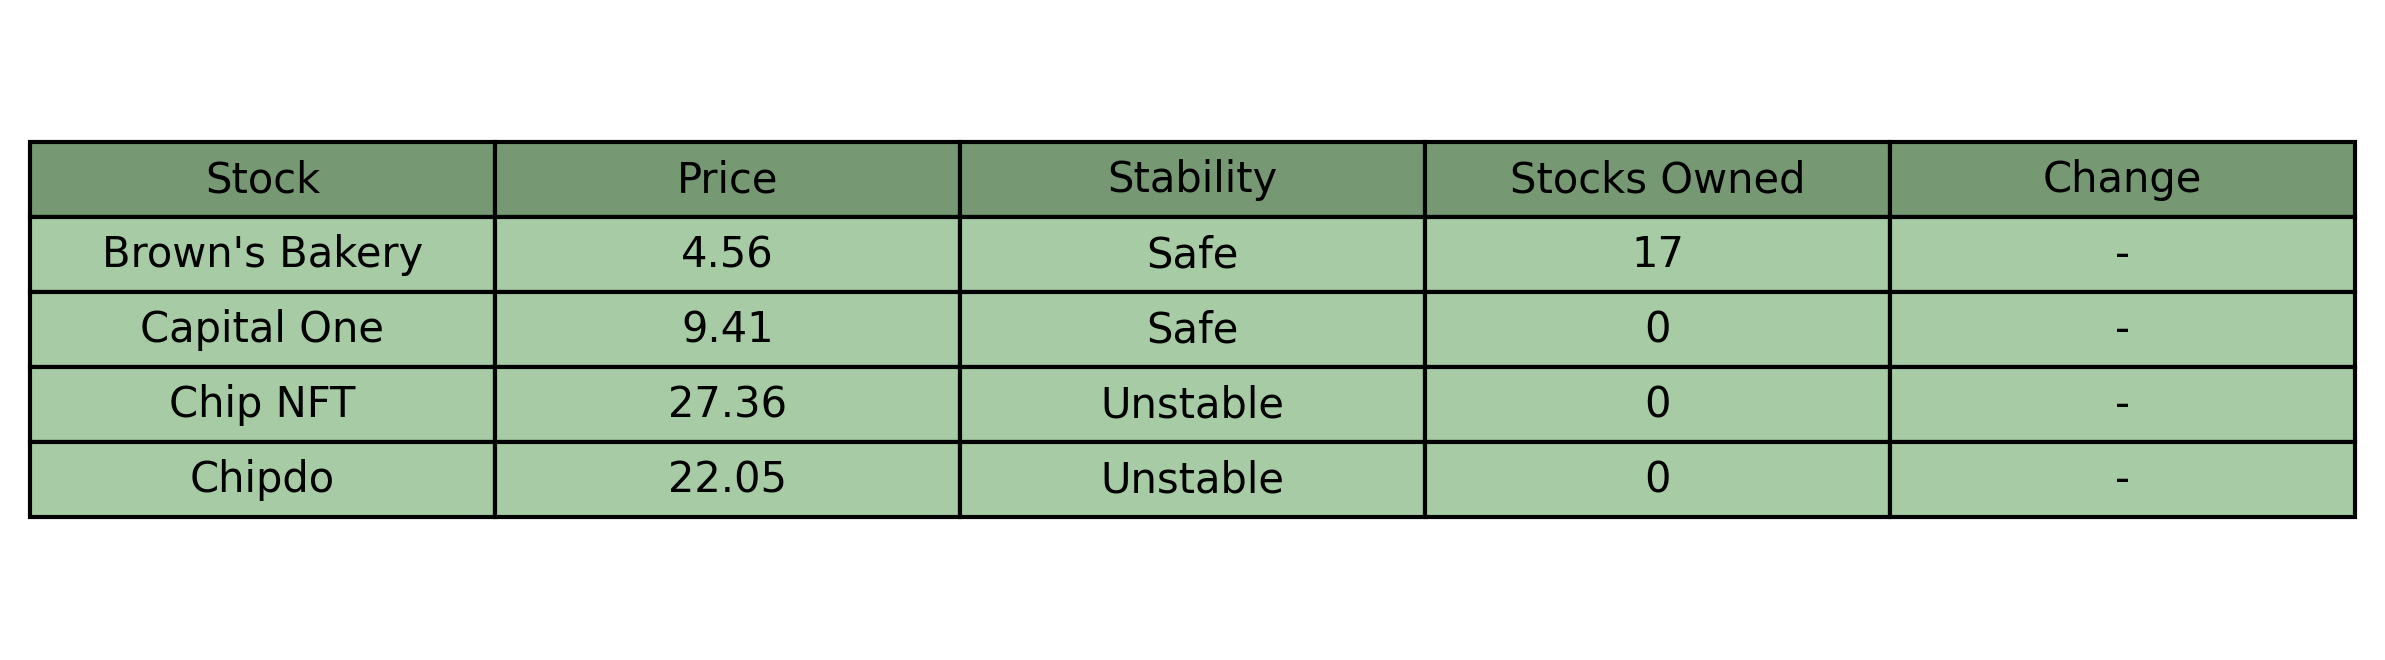 Stock Price Stability Stocks Owned Change
Brown's Bakery 4.56 Safe 17 -
Capital One 9.41 Safe 0 -
Chip NFT 27.36 Unstable 0 -
Chipdo 22.05 Unstable 0 -